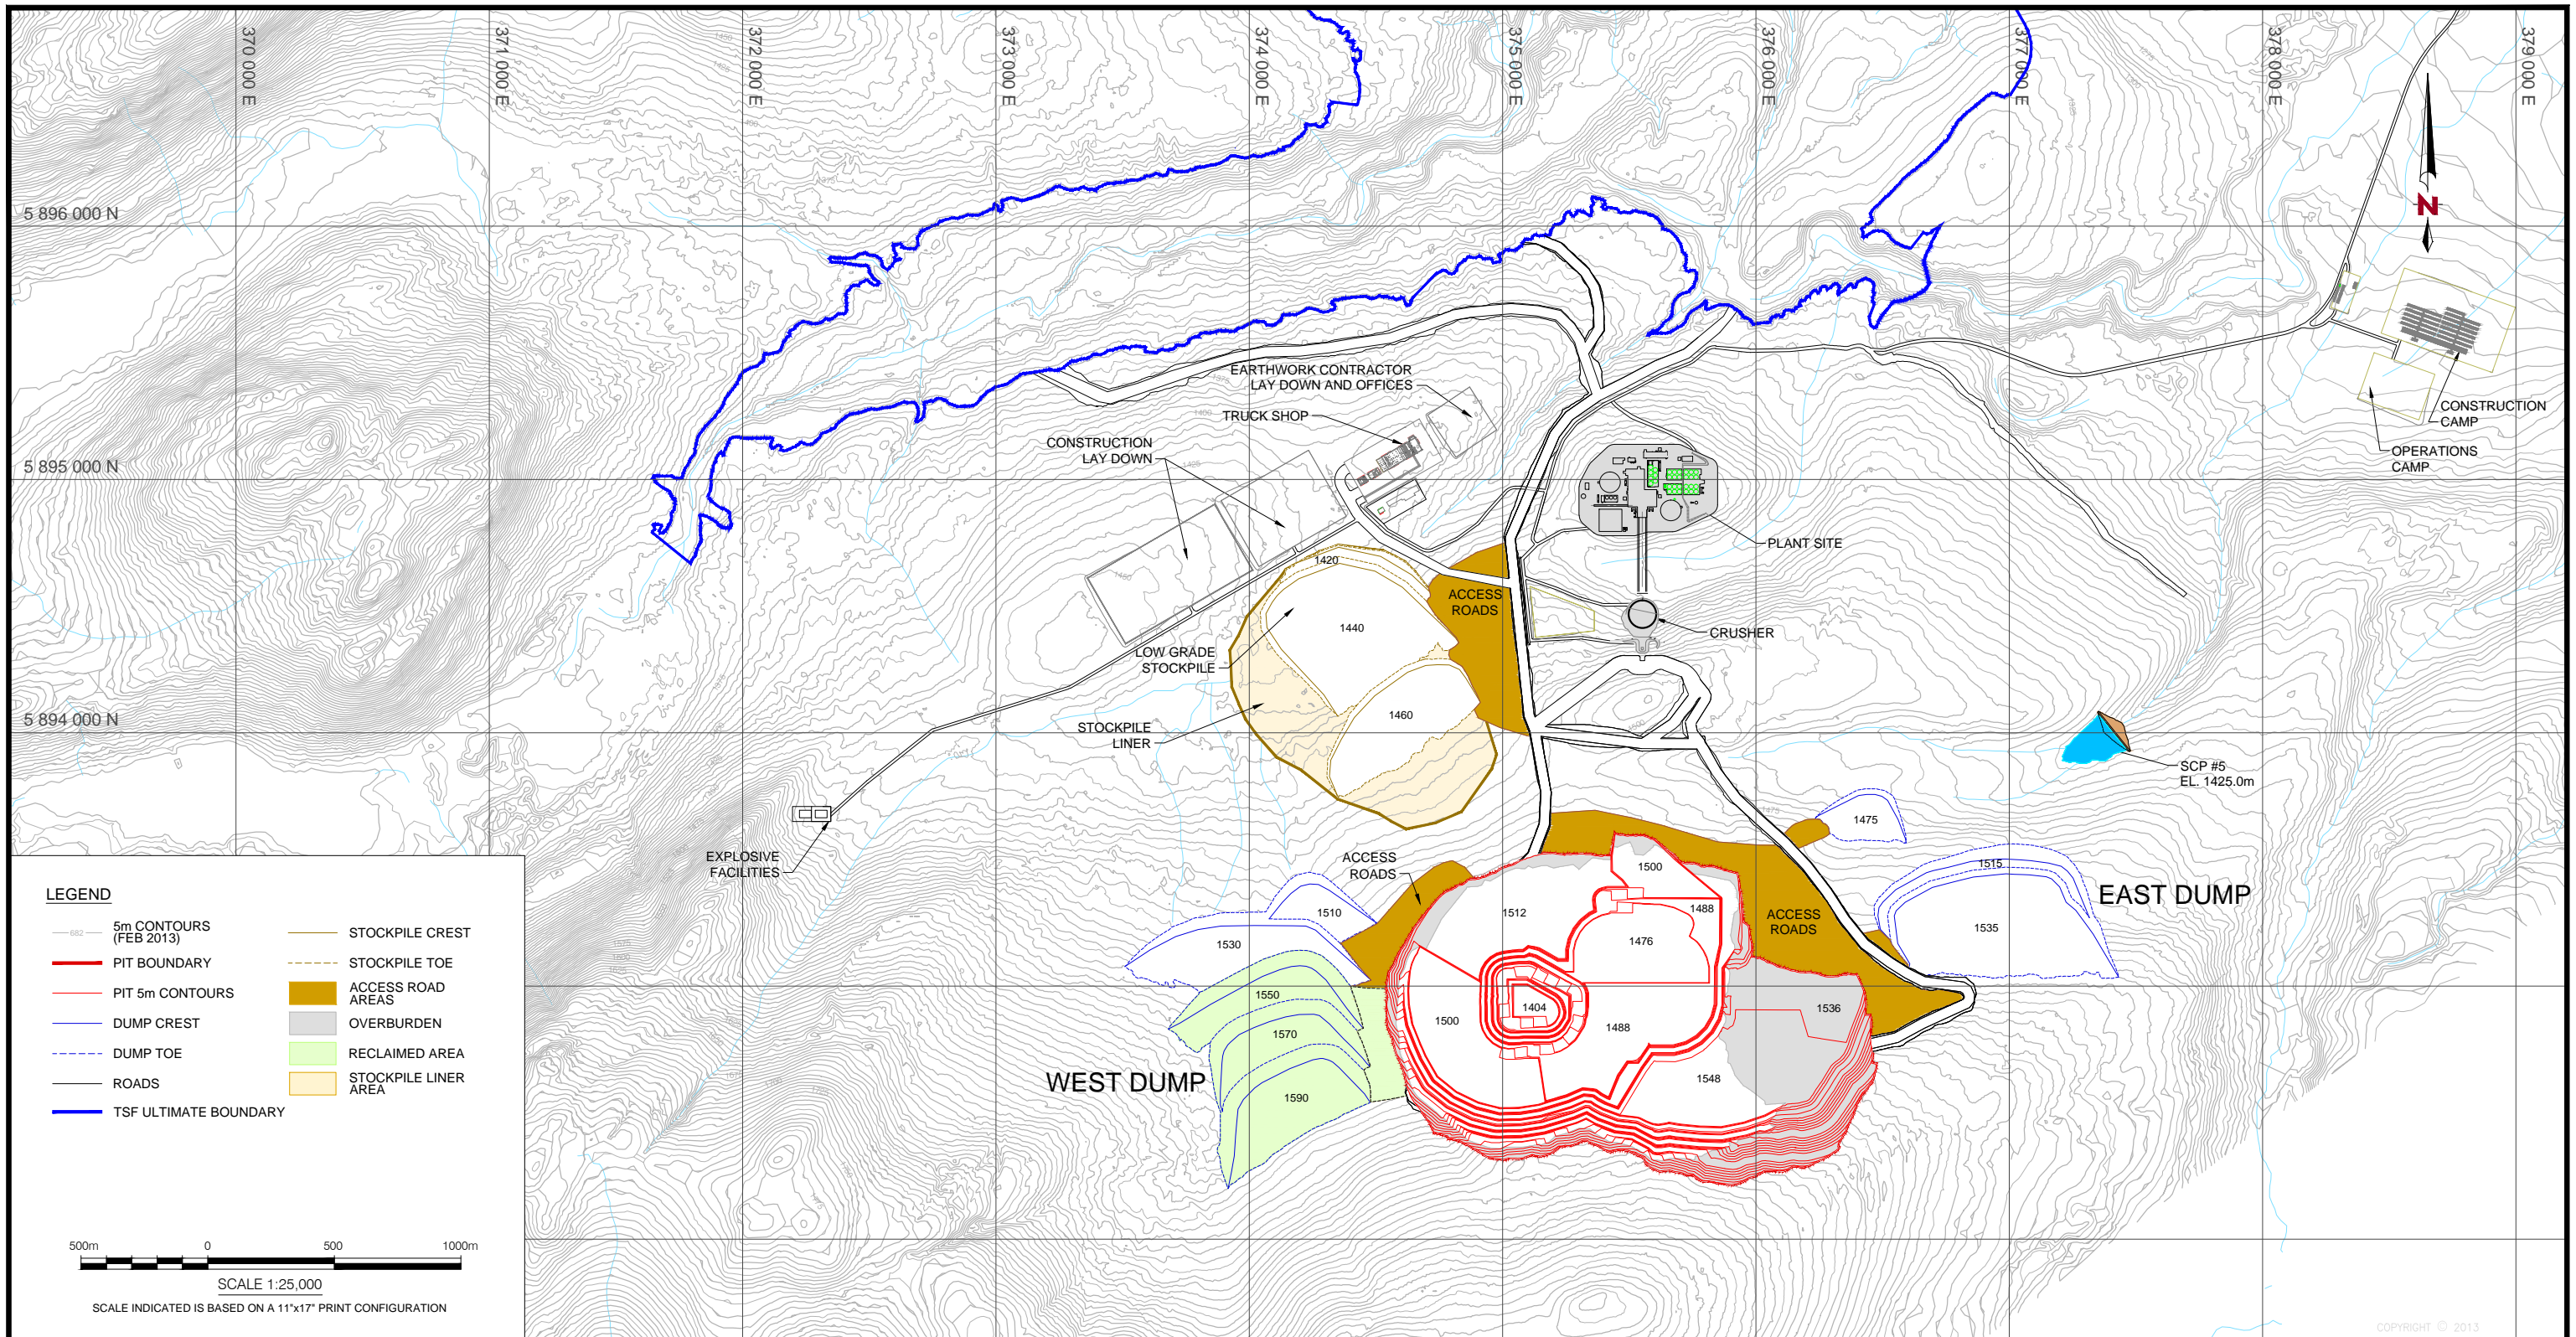 370 000 E
371 000 E
372 000 E
373 000 E
374 000 E
375 000 E
376 000 E
377 000 E
378 000 E
379 000 E
5 896 000 N
5 895 000 N
5 894 000 N
N
EARTHWORK CONTRACTOR
LAY DOWN AND OFFICES
TRUCK SHOP
CONSTRUCTION
LAY DOWN
CONSTRUCTION
CAMP
OPERATIONS
CAMP
PLANT SITE
1420
ACCESS
ROADS
1440
CRUSHER
LOW GRADE
STOCKPILE
1460
STOCKPILE
LINER
SCP #5
EL. 1425.0m
1475
EXPLOSIVE
FACILITIES
ACCESS
ROADS
1500
1515
EAST DUMP
1510
1512
1488
ACCESS
ROADS
1535
1530
1476
1550
1404
1536
1500
1488
1570
1548
WEST DUMP
1590
LEGEND
682
5m CONTOURS
(FEB 2013)
PIT BOUNDARY
PIT 5m CONTOURS
DUMP CREST
DUMP TOE
ROADS
TSF ULTIMATE BOUNDARY
STOCKPILE CREST
STOCKPILE TOE
ACCESS ROAD
AREAS
OVERBURDEN
RECLAIMED AREA
STOCKPILE LINER
AREA
500m 0 500 1000m
SCALE 1:25,000
SCALE INDICATED IS BASED ON A 11"x17" PRINT CONFIGURATION
COPYRIGHT © 2013